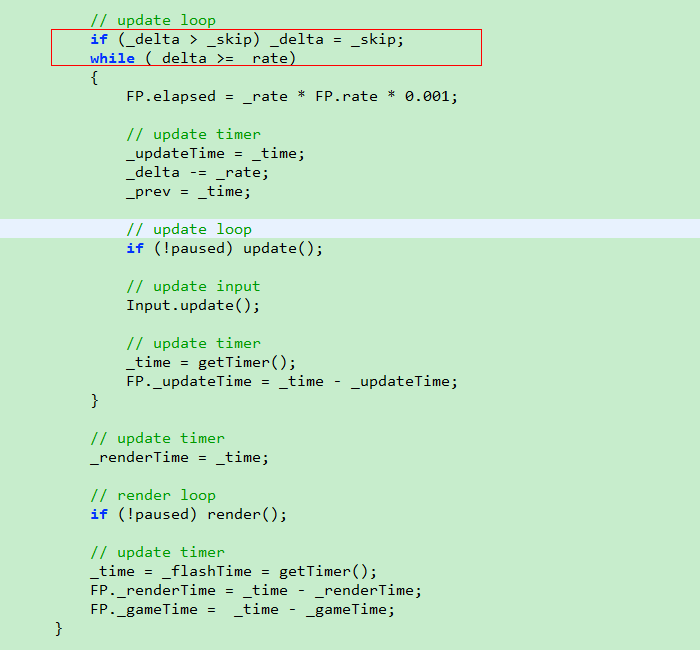 // update loop
if (_delta > _skip) _delta = _skip;
while (_delta >= _rate)
{
FP.elapsed = _rate * FP.rate * 0.001;
// update timer
_updateTime = _time;
_delta -= _rate;
_prev = _time;
// update loop
if (!paused) update();
// update input
Input.update();
// update timer
_time = getTimer();
FP._updateTime = _time - _updateTime;
}
// update timer
_renderTime = _time;
// render loop
if (!paused) render();
// update timer
_time = _flashTime = getTimer();
FP._renderTime = _time - _renderTime;
FP._gameTime =  _time - _gameTime;
}